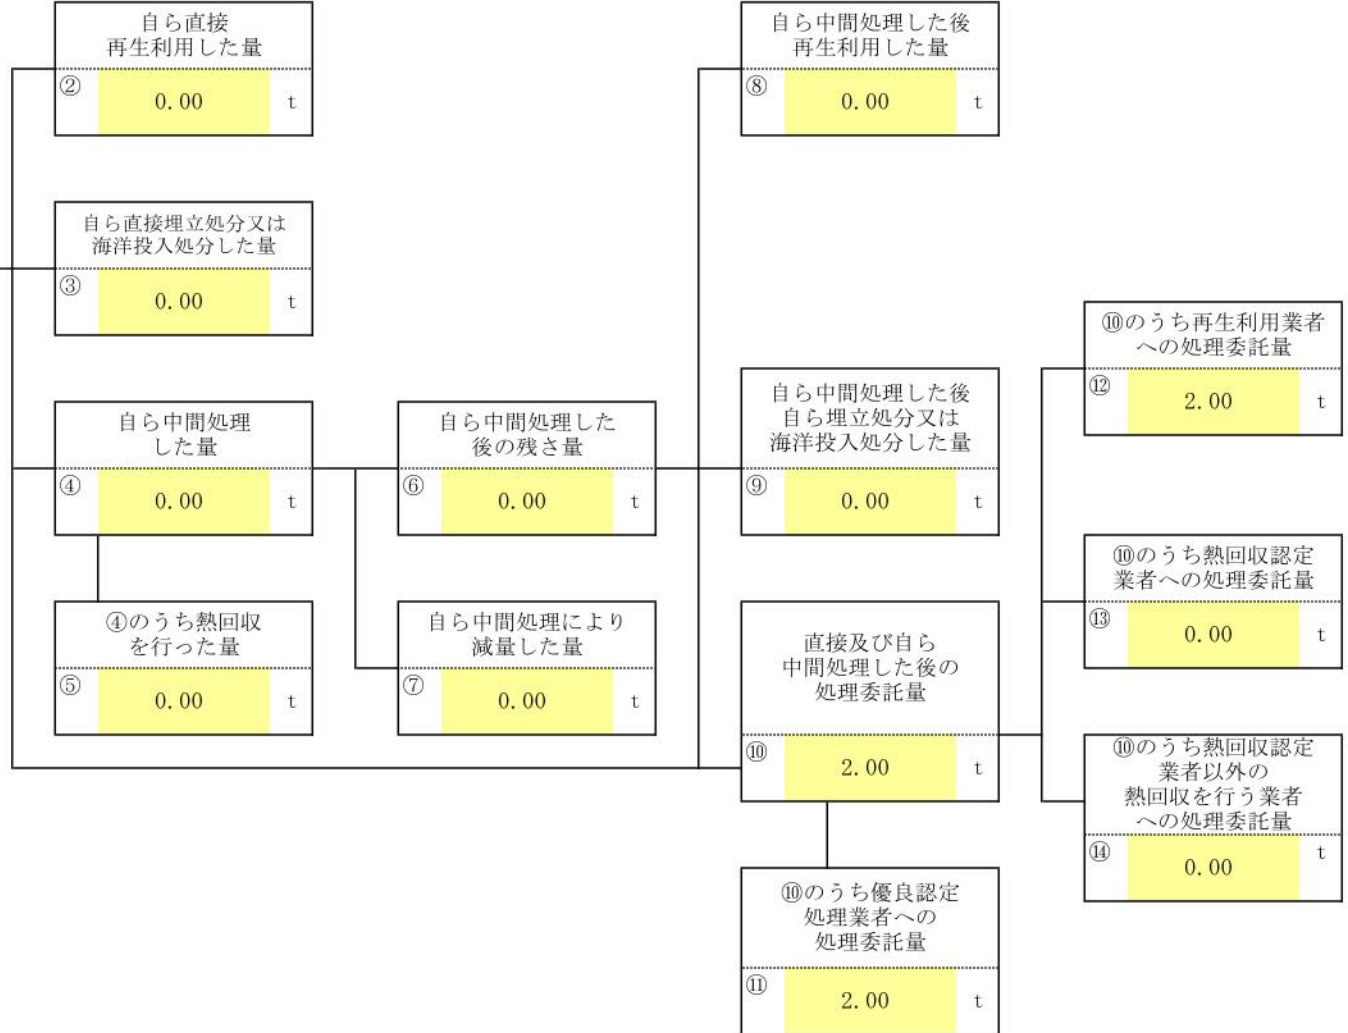 自ら直接
再生利用した量
②
0.00
t
自ら中間処理した後
再生利用した量
⑧
0.00
t
自ら直接埋立処分又は
海洋投入処分した量
③
0.00
t
⑩のうち再生利用業者
への処理委託量
⑫
2.00
t
自ら中間処理
した量
④
0.00
t
自ら中間処理した
後の残さ量
⑥
0.00
t
自ら中間処理した後
自ら埋立処分又は
海洋投入処分した量
⑨
0.00
t
⑩のうち熱回収認定
業者への処理委託量
⑬
0.00
t
④のうち熱回収
を行った量
⑤
0.00
t
自ら中間処理により
減量した量
⑦
0.00
t
直接及び自ら
中間処理した後の
処理委託量
⑩
2.00
t
⑩のうち熱回収認定
業者以外の
熱回収を行う業者
への処理委託量
⑭
0.00
t
⑩のうち優良認定
処理業者への
処理委託量
⑪
2.00
t